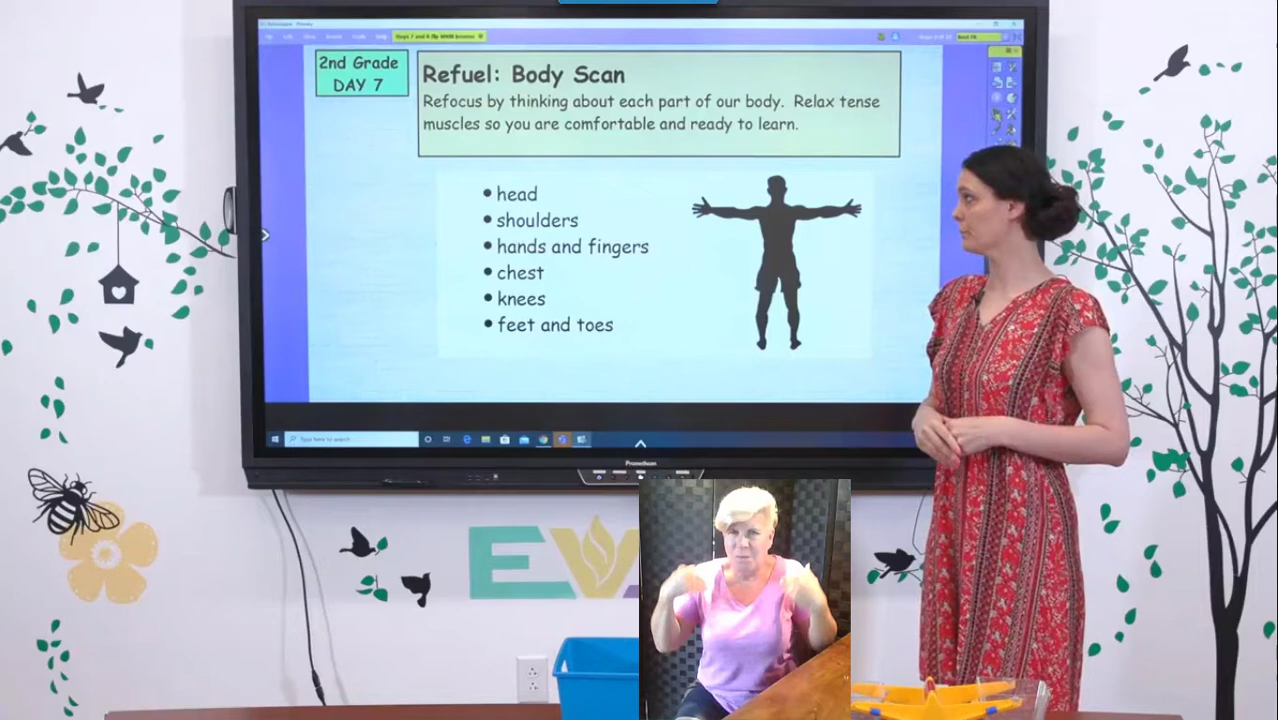 2nd Grade
DAY 7
Refuel: Body Scan
Refocus by thinking about each part of our body. Relax tense
muscles so you are comfortable and ready to learn.
• head
• shoulders
• hands and fingers
• chest
• knees
• feet and toes
Type here to search
Promethean
EV